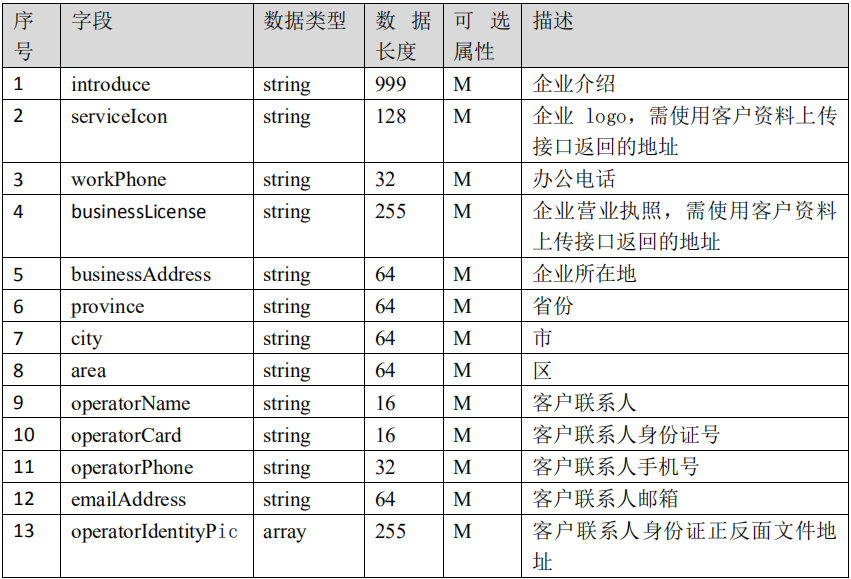 序号 字段 数据类型 数据长度 可选属性 描述
1 introduce string 999 M 企业介绍
2 serviceIcon string 128 M 企业 logo，需使用客户资料上传
接口返回的地址
3 workPhone string 32 M 办公电话
4 businessLicense string 255 M 企业营业执照，需使用客户资料
上传接口返回的地址
5 businessAddress string 64 M 企业所在地
6 province string 64 M 省份
7 city string 64 M 市
8 area string 64 M 区
9 operatorName string 16 M 客户联系人
10 operatorCard string 16 M 客户联系人身份证号
11 operatorPhone string 32 M 客户联系人手机号
12 emailAddress string 64 M 客户联系人邮箱
13 operatorIdentityPic array 255 M 客户联系人身份证正反面文件地
址